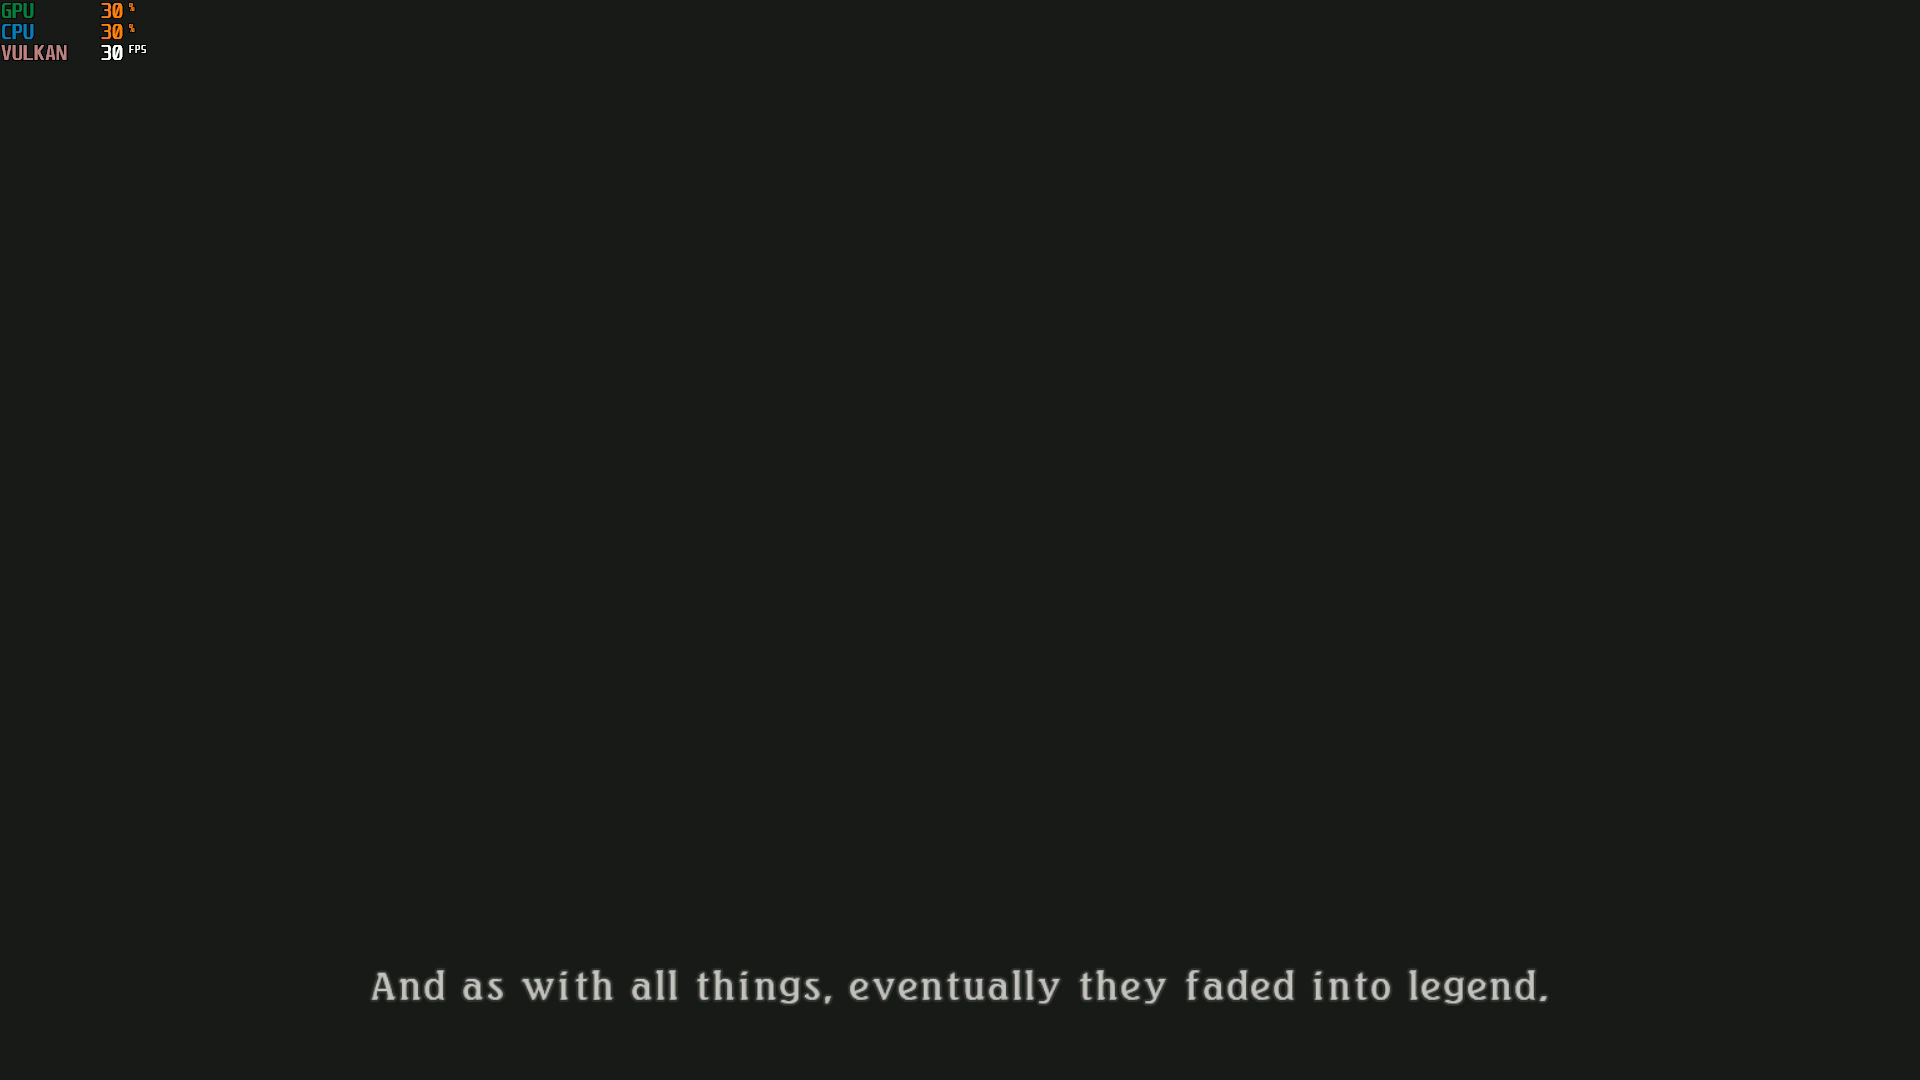 GPU 30 %
CPU 30 %
VULKAN 30 FPS
And as with all things, eventually they faded into legend.